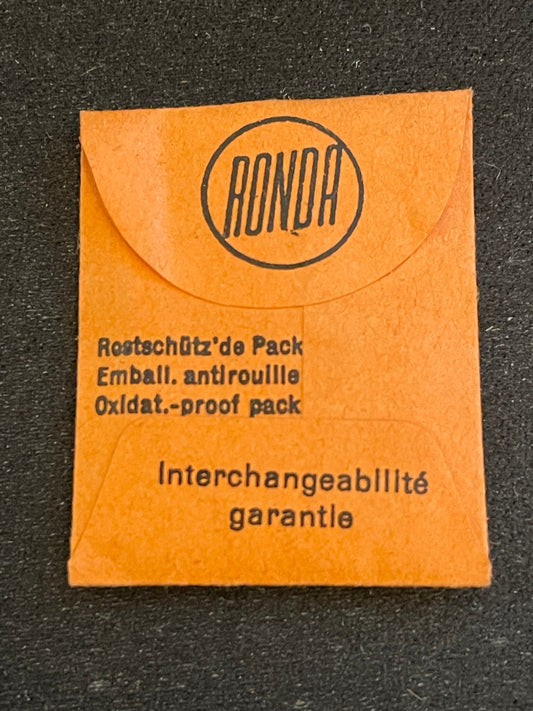 RONDA
Rostschütz'de Pack
Emball. antirouille
Oxidat.-proof pack
Interchangeabilité
garantie